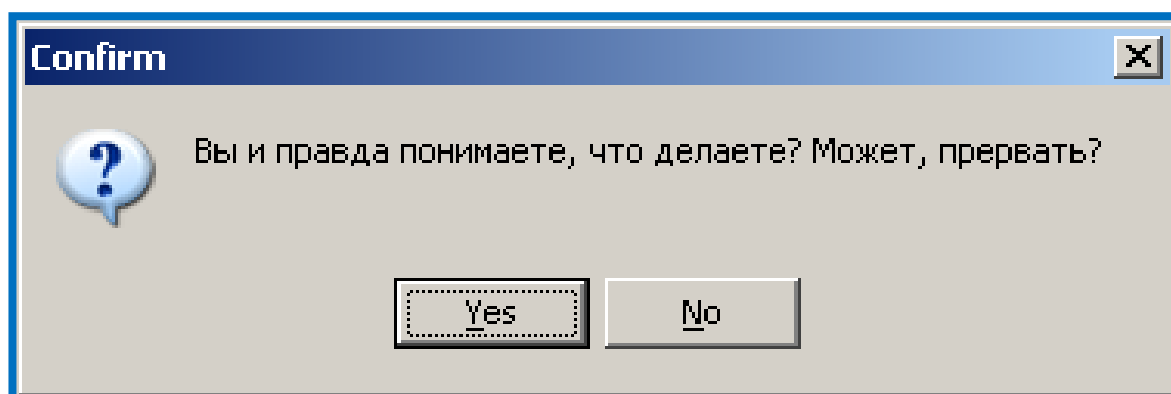 Confirm
Вы и правда понимаете, что делаете? Может, прервать?
Yes
No